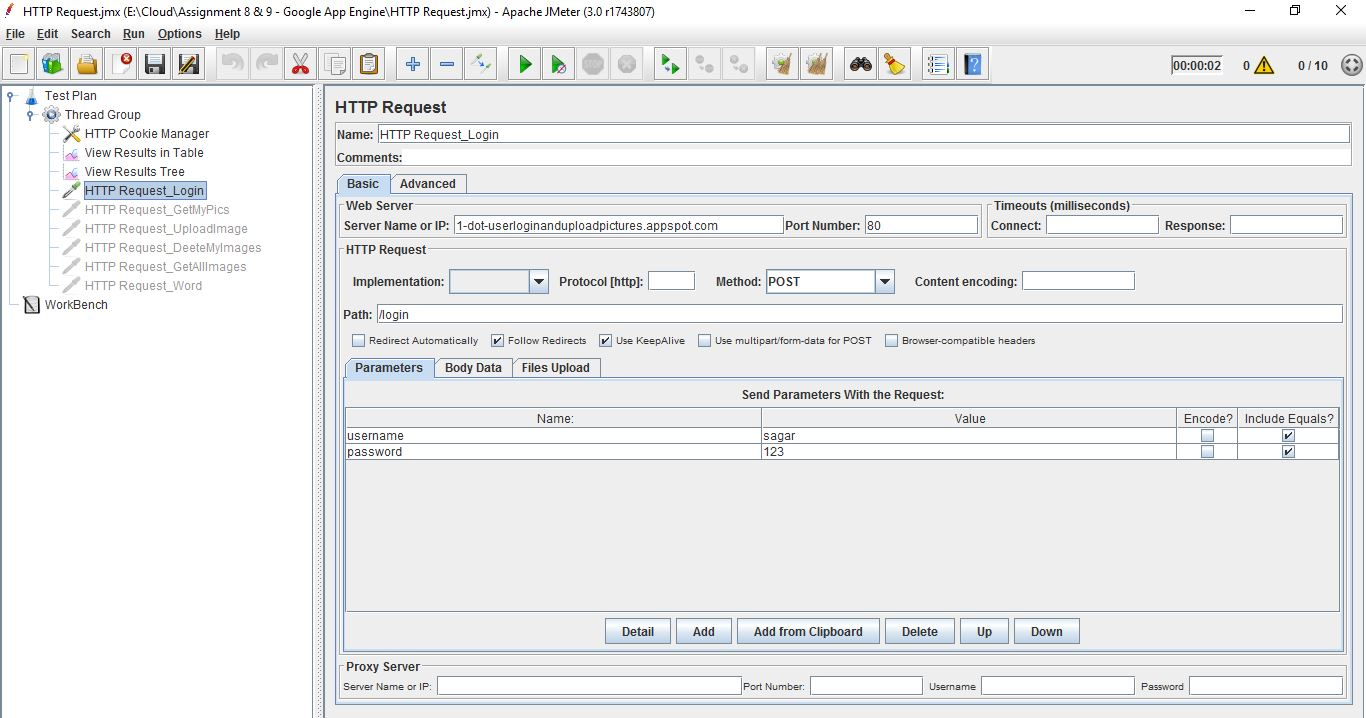 HTTP Request.jmx (E:\Cloud\Assignment 8 & 9 - Google App Engine\HTTP Request.jmx) - Apache JMeter (3.0 r1743807)
File Edit Search Run Options Help
STOP 00:00:02 0 0 / 10
Test Plan
Thread Group
HTTP Cookie Manager
View Results in Table
View Results Tree
HTTP Request_Login
HTTP Request_GetMyPics
HTTP Request_UploadImage
HTTP Request_DeeteMyImages
HTTP Request_GetAllImages
HTTP Request_Word
WorkBench
HTTP Request
Name: HTTP Request_Login
Comments:
Basic Advanced
Web Server Timeouts (milliseconds)
Server Name or IP: 1-dot-userloginanduploadpictures.appspot.com Port Number: 80 Connect: Response:
HTTP Request
Implementation: Protocol [http]: Method: POST Content encoding:
Path: /login
Redirect Automatically Follow Redirects Use KeepAlive Use multipart/form-data for POST Browser-compatible headers
Parameters Body Data Files Upload
Send Parameters With the Request:
Name: Value Encode? Include Equals?
username sagar
password 123
Detail Add Add from Clipboard Delete Up Down
Proxy Server
Server Name or IP: Port Number: Username Password